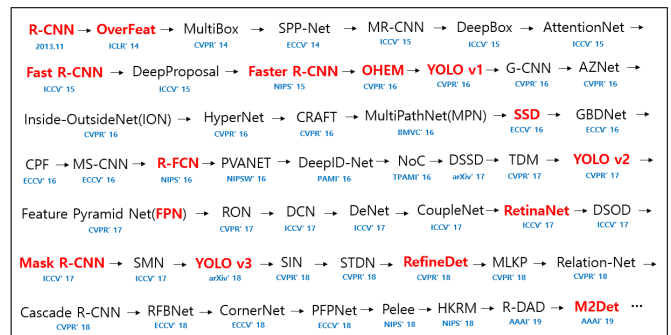 R-CNN → OverFeat → MultiBox → SPP-Net → MR-CNN → DeepBox → AttentionNet →
2013.11 ICLR' 14 CVPR' 14 ECCV' 14 ICCV' 15 ICCV' 15 ICCV' 15
Fast R-CNN → DeepProposal → Faster R-CNN → OHEM → YOLO v1 → G-CNN → AZNet →
ICCV' 15 ICCV' 15 NIPS' 15 CVPR' 16 CVPR' 16 CVPR' 16 CVPR' 16
Inside-OutsideNet(ION) → HyperNet → CRAFT → MultiPathNet(MPN) → SSD → GBDNet →
CVPR' 16 CVPR' 16 CVPR' 16 BMVC' 16 ECCV' 16 ECCV' 16
CPF → MS-CNN → R-FCN → PVANET → DeepID-Net → NoC → DSSD → TDM → YOLO v2 →
ECCV' 16 ECCV' 16 NIPS' 16 NIPSW' 16 PAMI' 16 TPAMI' 16 arXiv' 17 CVPR' 17 CVPR' 17
Feature Pyramid Net(FPN) → RON → DCN → DeNet → CoupleNet → RetinaNet → DSOD →
CVPR' 17 CVPR' 17 ICCV' 17 ICCV' 17 ICCV' 17 ICCV' 17 ICCV' 17
Mask R-CNN → SMN → YOLO v3 → SIN → STDN → RefineDet → MLKP → Relation-Net →
ICCV' 17 ICCV' 17 arXiv' 18 CVPR' 18 CVPR' 18 CVPR' 18 CVPR' 18 CVPR' 18
Cascade R-CNN → RFBNet → CornerNet → PFPNet → Pelee → HKRM → R-DAD → M2Det ···
CVPR' 18 ECCV' 18 ECCV' 18 ECCV' 18 NIPS' 18 NIPS' 18 AAAI' 19 AAAI' 19